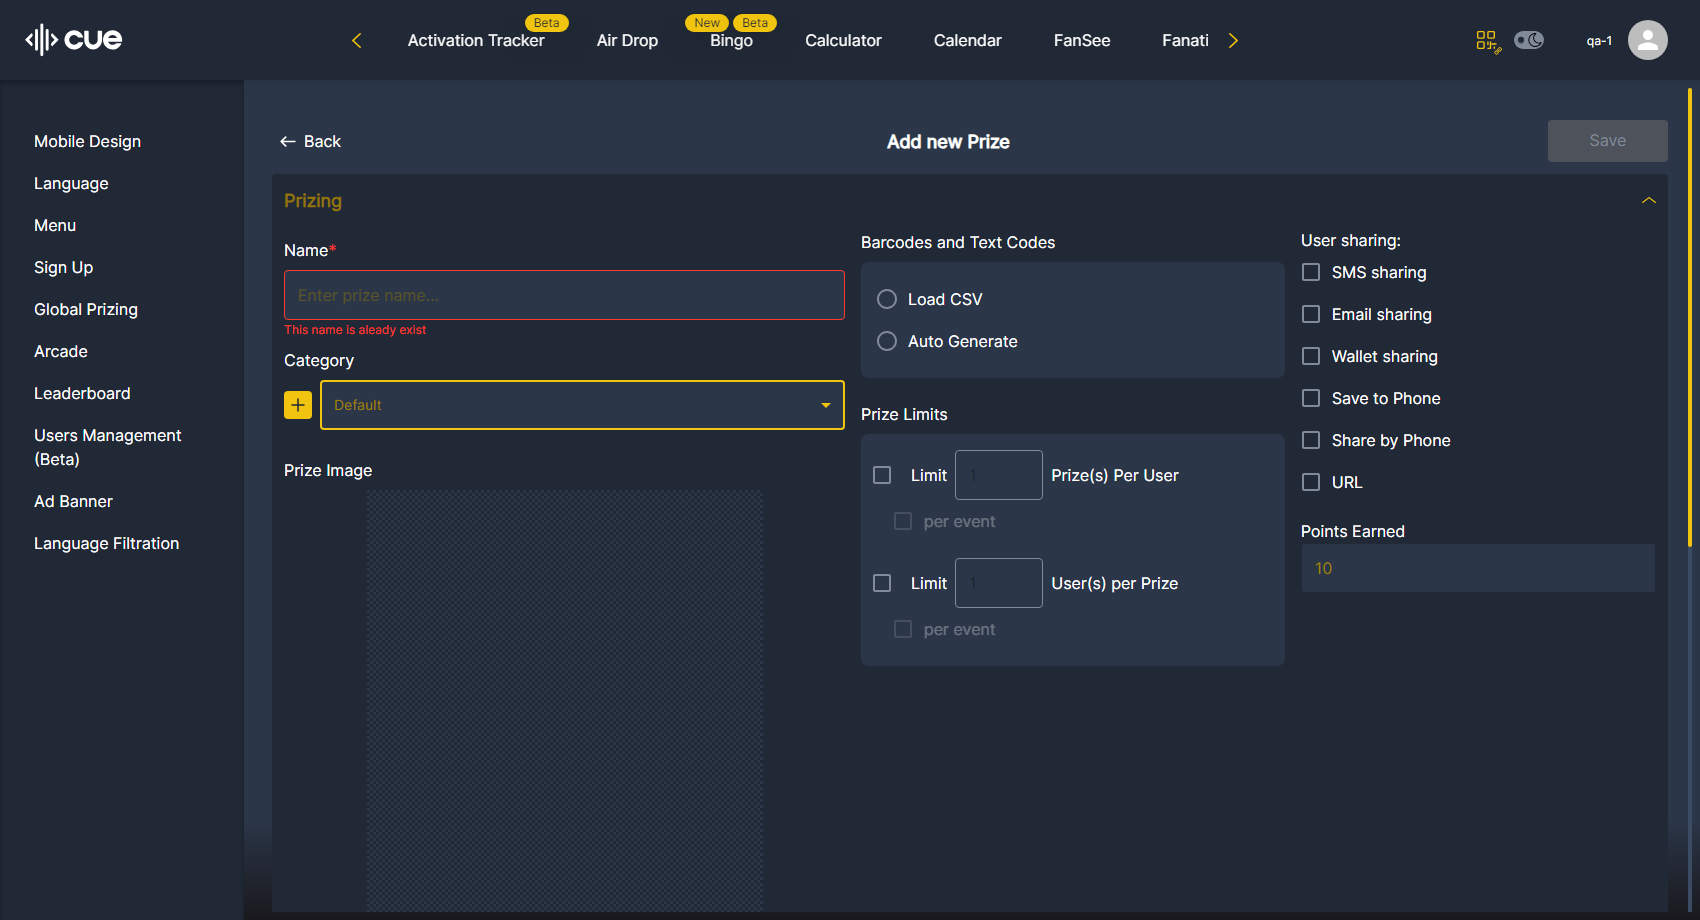 cue
Activation Tracker
Beta
Air Drop
New
Beta
Bingo
Calculator
Calendar
FanSee
Fanati
qa-1
Mobile Design
Language
Menu
Sign Up
Global Prizing
Arcade
Leaderboard
Users Management
(Beta)
Ad Banner
Language Filtration
Back
Add new Prize
Save
Prizing
Name*
Enter prize name...
This name is aleady exist
Category
Default
Prize Image
Barcodes and Text Codes
Load CSV
Auto Generate
Prize Limits
Limit 1 Prize(s) Per User
per event
Limit 1 User(s) per Prize
per event
User sharing:
SMS sharing
Email sharing
Wallet sharing
Save to Phone
Share by Phone
URL
Points Earned
10